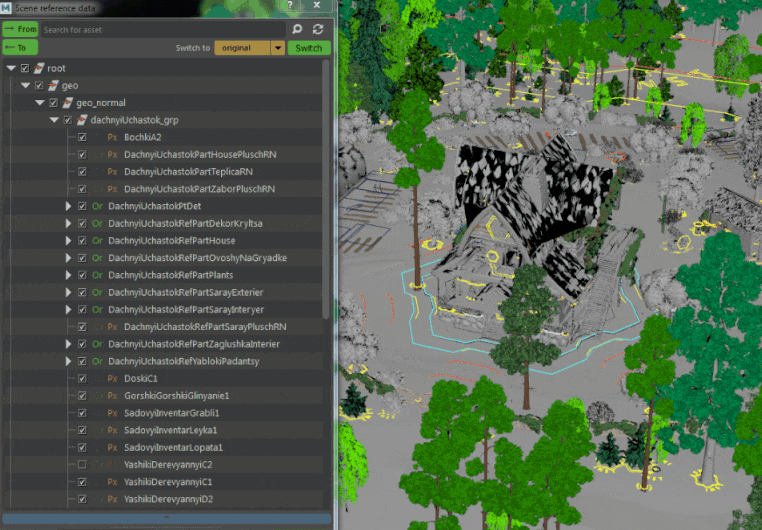 M Scene reference data
? X
From
Search for asset
To
Switch to original Switch
root
geo
geo_normal
dachnyiUchastok_grp
Px BochkiA2
Px DachnyiUchastokPartHousePluschRN
Px DachnyiUchastokPartTeplicaRN
Px DachnyiUchastokPartZaborPluschRN
Or DachnyiUchastokPtDet
Or DachnyiUchastokRefPartDekorKryltsa
Or DachnyiUchastokRefPartHouse
Or DachnyiUchastokRefPartOvoshyNaGryadke
Or DachnyiUchastokRefPartPlants
Or DachnyiUchastokRefPartSarayExterier
Or DachnyiUchastokRefPartSarayInteryer
Px DachnyiUchastokRefPartSarayPluschRN
Or DachnyiUchastokRefPartZaglushkaInterier
Or DachnyiUchastokRefYablokiPadantsy
Px DoskiC1
Px GorshkiGorshkiGlinyanie1
Px SadovyiInventarGrabli1
Px SadovyiInventarLeyka1
Px SadovyiInventarLopata1
YashikiDerevyannyiC2
Px YashikiDerevyannyiC1
Px YashikiDerevyannyiD2